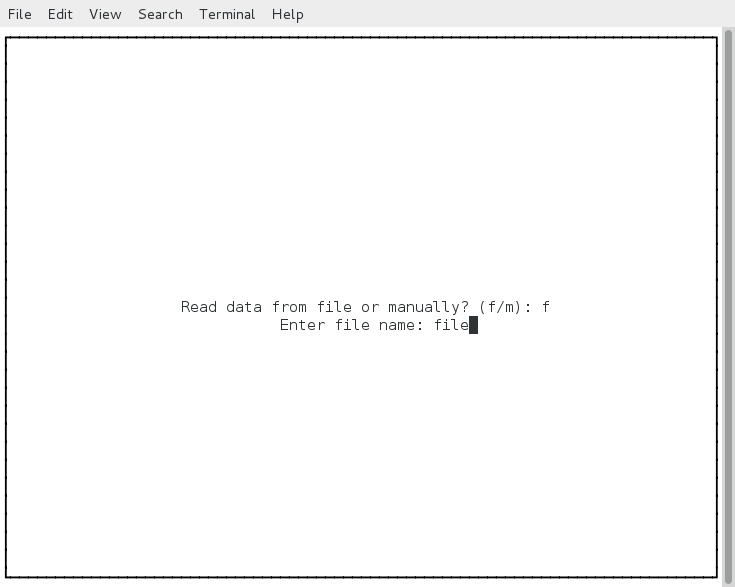 File Edit View Search Terminal Help
Read data from file or manually? (f/m): f
Enter file name: file